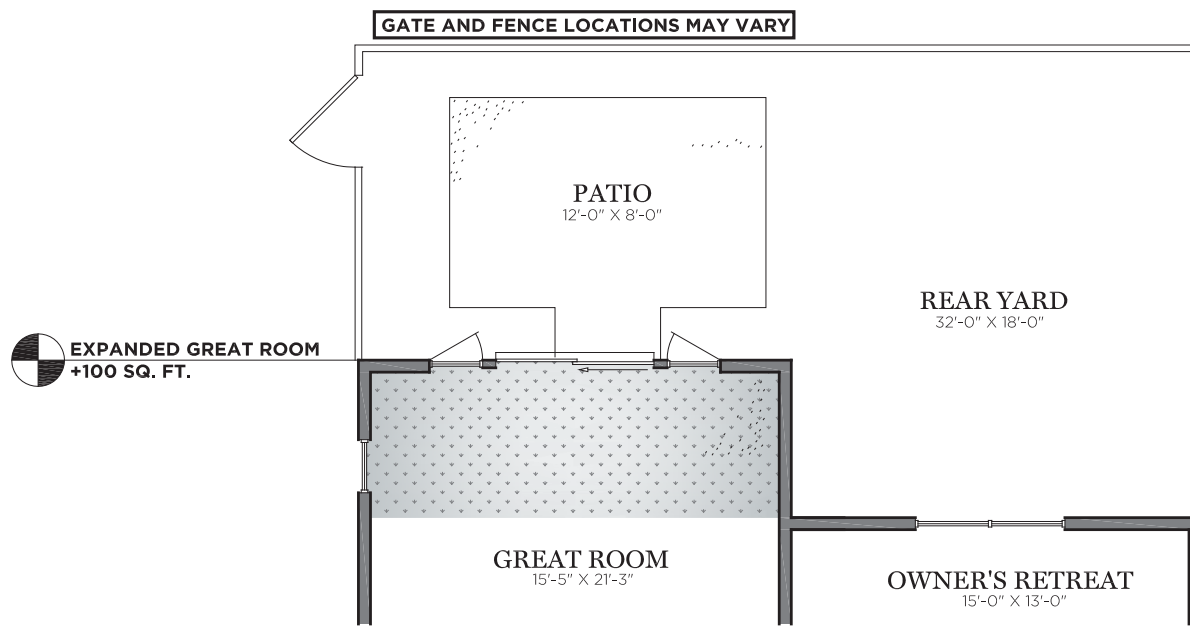 GATE AND FENCE LOCATIONS MAY VARY
PATIO
12'-0" X 8'-0"
REAR YARD
32'-0" X 18'-0"
EXPANDED GREAT ROOM
+100 SQ. FT.
GREAT ROOM
15'-5" X 21'-3"
OWNER'S RETREAT
15'-0" X 13'-0"